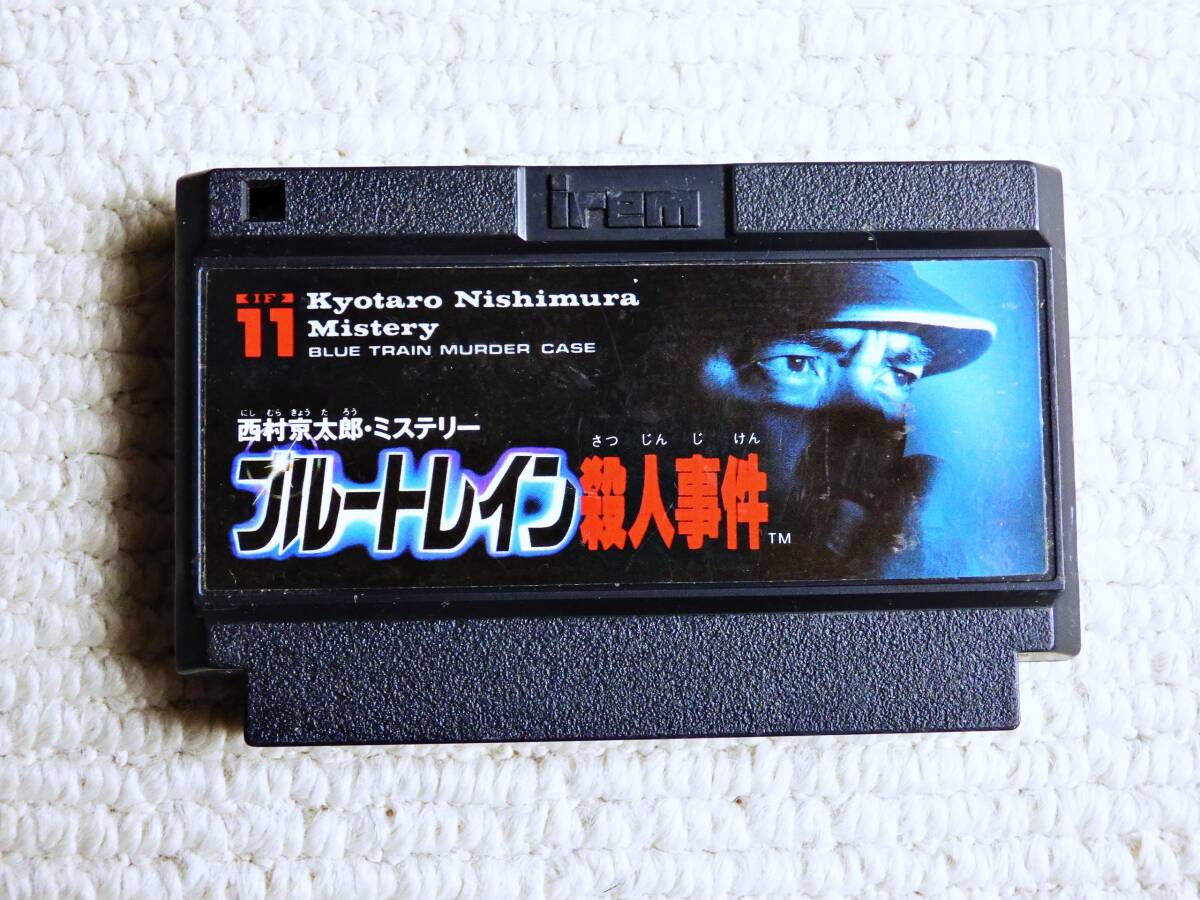 irem
IF
11
Kyotaro Nishimura
Mistery
BLUE TRAIN MURDER CASE
にし むら きょう た ろう
西村京太郎・ミステリー
さつ じん じ けん
ブルートレイン殺人事件TM